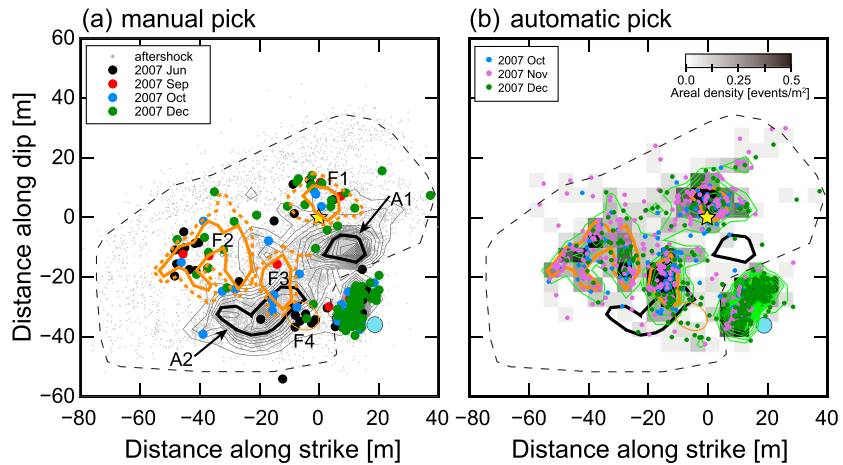 (a) manual pick
(b) automatic pick
Distance along dip [m]
60
40
20
0
−20
−40
−60
aftershock
2007 Jun
2007 Sep
2007 Oct
2007 Dec
F1
A1
F2
F3
A2
F4
−80
−60
−40
−20
0
20
40
Distance along strike [m]
2007 Oct
2007 Nov
2007 Dec
0.0 0.25 0.5
Areal density [events/m²]
−80
−60
−40
−20
0
20
40
Distance along strike [m]